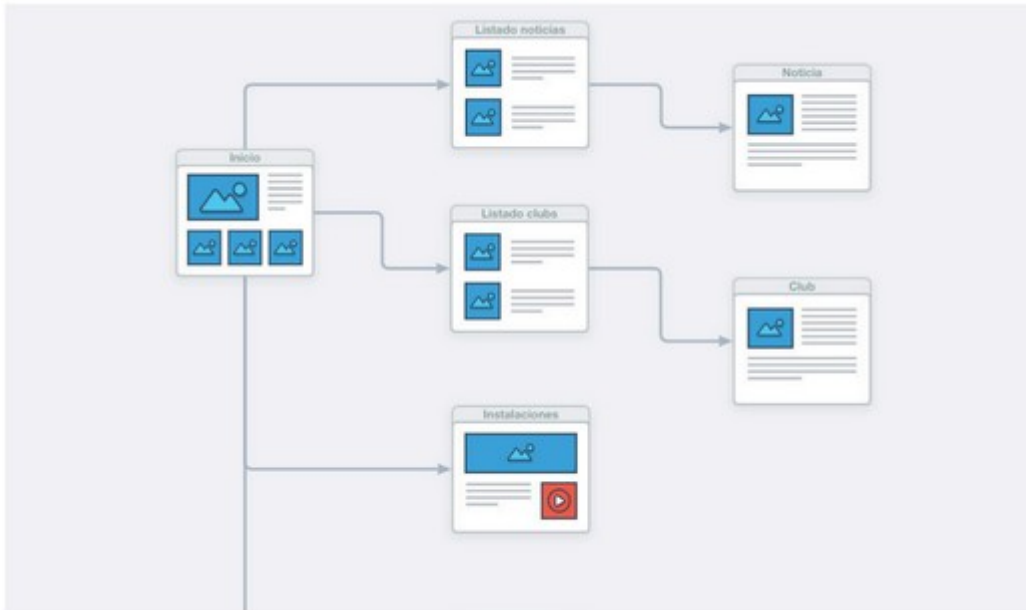 Listado noticias
Noticia
Inicio
Listado clubs
Club
Instalaciones